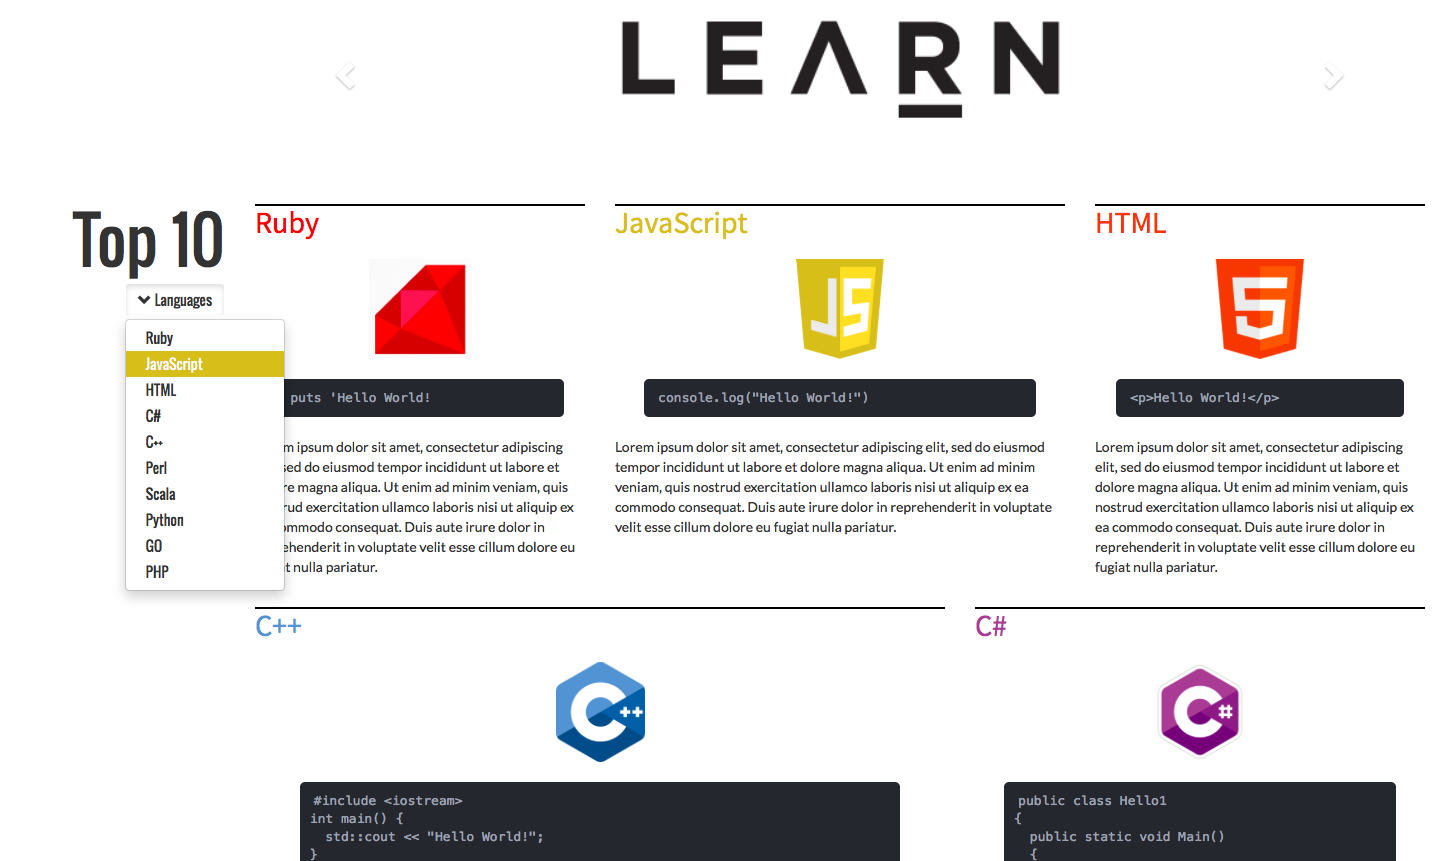 LEARN
Top 10
Languages
Ruby
JavaScript
HTML
C#
C++
Perl
Scala
Python
GO
PHP
Ruby
puts 'Hello World!
m ipsum dolor sit amet, consectetur adipiscing
sed do eiusmod tempor incididunt ut labore et
re magna aliqua. Ut enim ad minim veniam, quis
rud exercitation ullamco laboris nisi ut aliquip ex
ommodo consequat. Duis aute irure dolor in
ehenderit in voluptate velit esse cillum dolore eu
t nulla pariatur.
JavaScript
JS
console.log("Hello World!")
Lorem ipsum dolor sit amet, consectetur adipiscing elit, sed do eiusmod
tempor incididunt ut labore et dolore magna aliqua. Ut enim ad minim
veniam, quis nostrud exercitation ullamco laboris nisi ut aliquip ex ea
commodo consequat. Duis aute irure dolor in reprehenderit in voluptate
velit esse cillum dolore eu fugiat nulla pariatur.
HTML
5
<p>Hello World!</p>
Lorem ipsum dolor sit amet, consectetur adipiscing
elit, sed do eiusmod tempor incididunt ut labore et
dolore magna aliqua. Ut enim ad minim veniam, quis
nostrud exercitation ullamco laboris nisi ut aliquip ex
ea commodo consequat. Duis aute irure dolor in
reprehenderit in voluptate velit esse cillum dolore eu
fugiat nulla pariatur.
C++
C++
#include <iostream>
int main() {
  std::cout << "Hello World!";
}
C#
C#
public class Hello1
{
  public static void Main()
  {